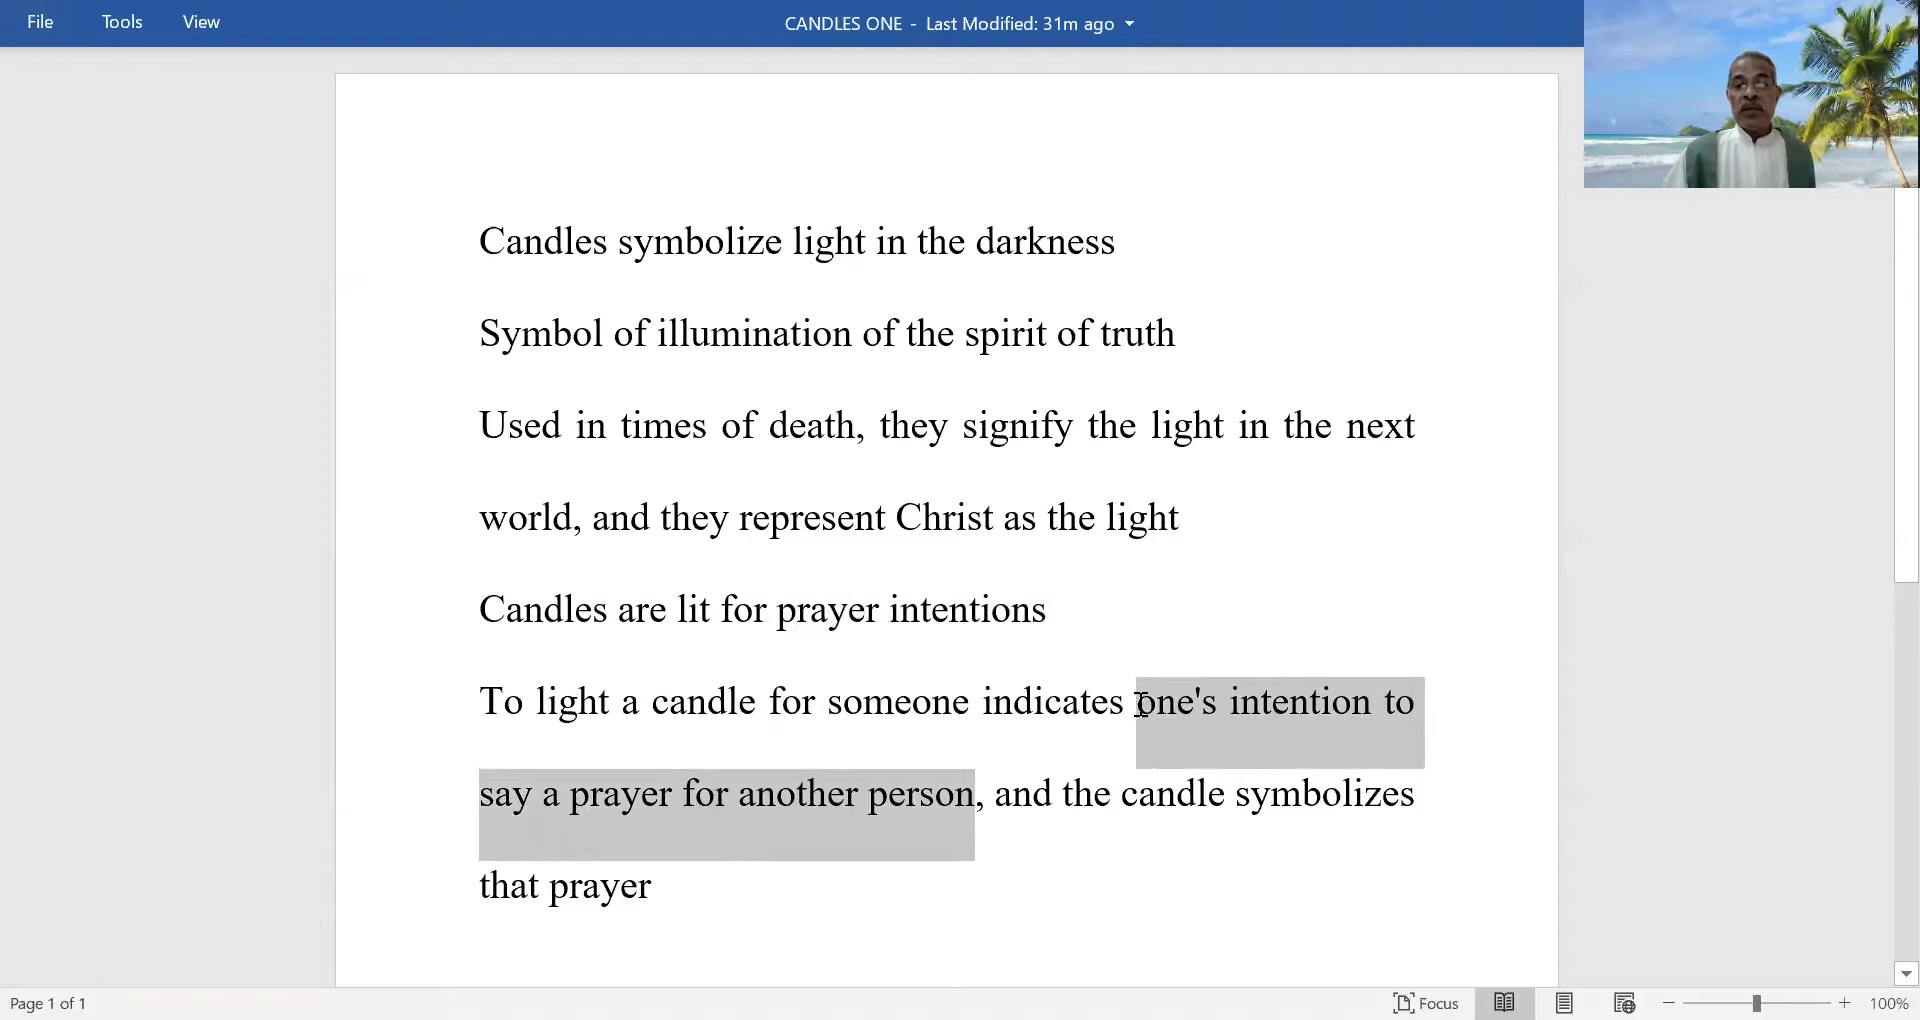 File Tools View CANDLES ONE - Last Modified: 31m ago
Candles symbolize light in the darkness
Symbol of illumination of the spirit of truth
Used in times of death, they signify the light in the next
world, and they represent Christ as the light
Candles are lit for prayer intentions
To light a candle for someone indicates one's intention to
say a prayer for another person, and the candle symbolizes
that prayer
Page 1 of 1 Focus 100%